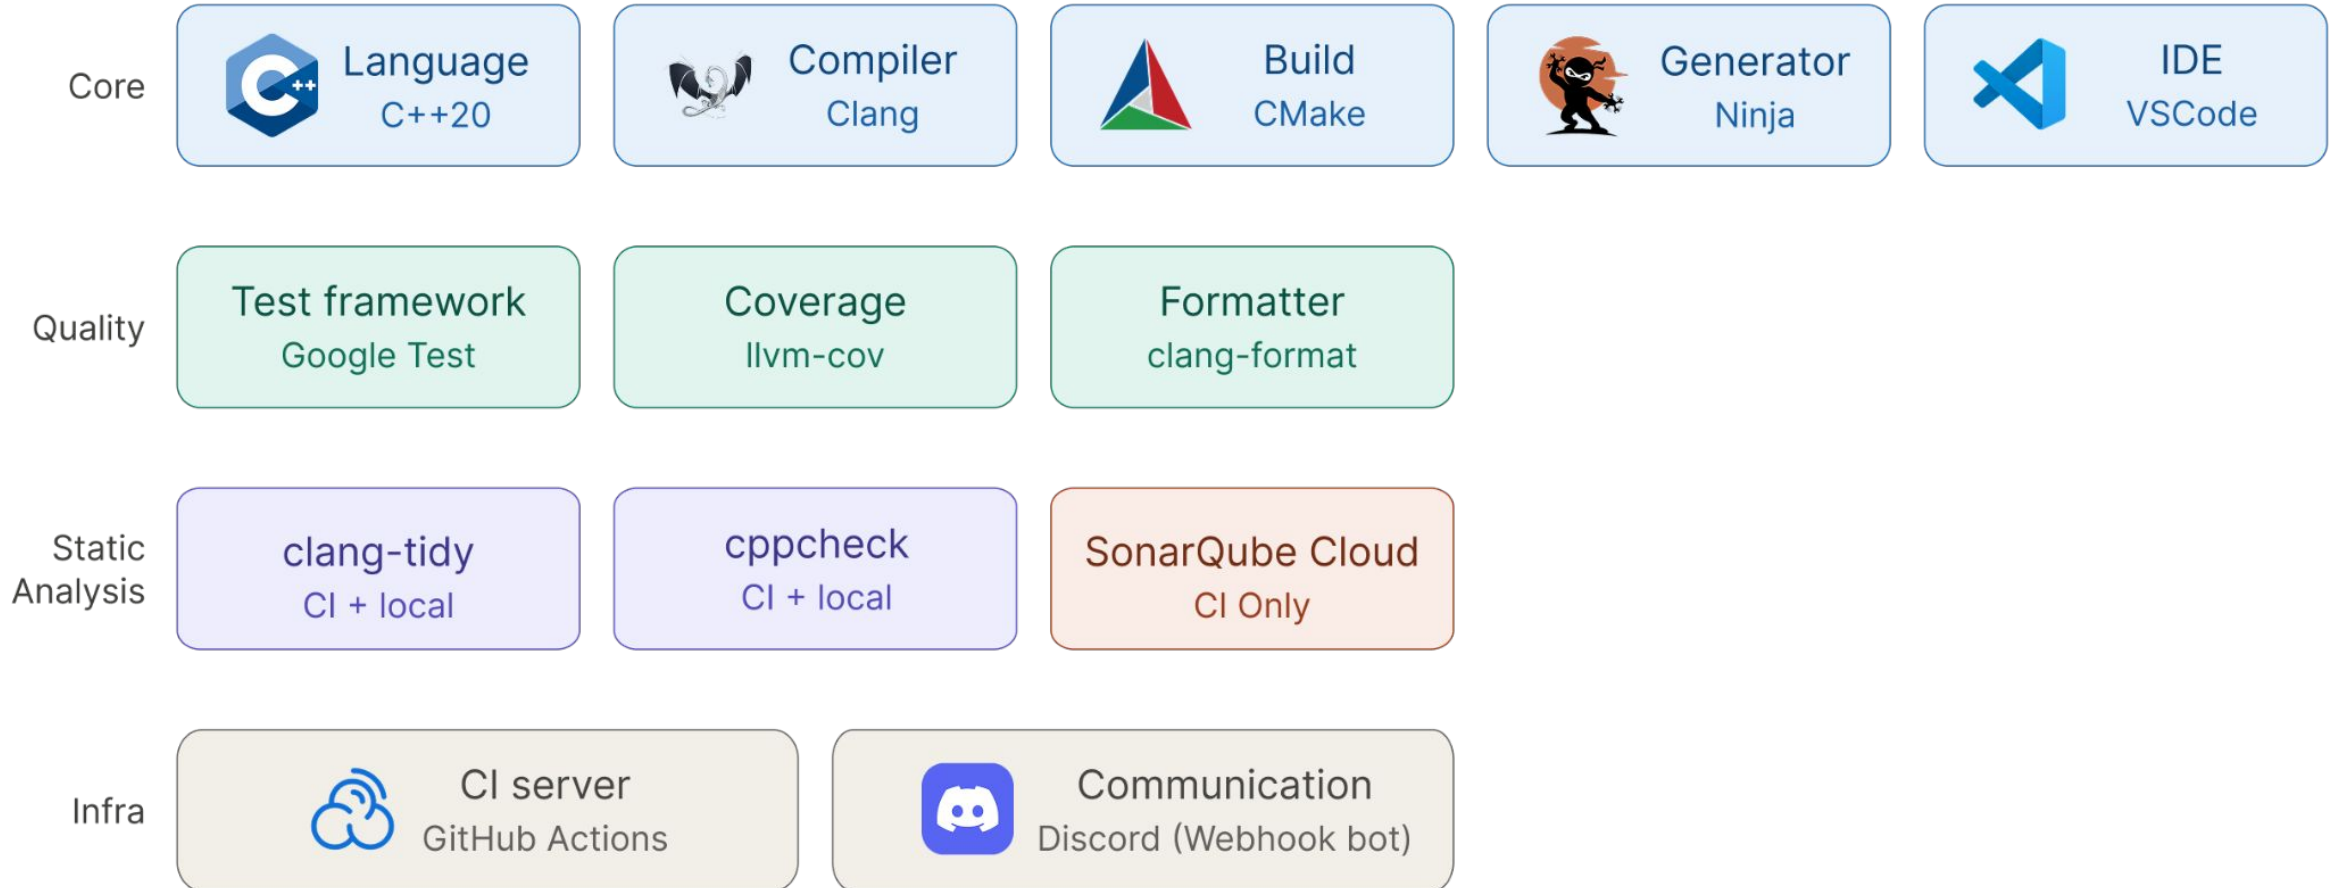 Core
Language
C++20
Compiler
Clang
Build
CMake
Generator
Ninja
IDE
VSCode
Quality
Test framework
Google Test
Coverage
llvm-cov
Formatter
clang-format
Static
Analysis
clang-tidy
CI + local
cppcheck
CI + local
SonarQube Cloud
CI Only
Infra
CI server
GitHub Actions
Communication
Discord (Webhook bot)